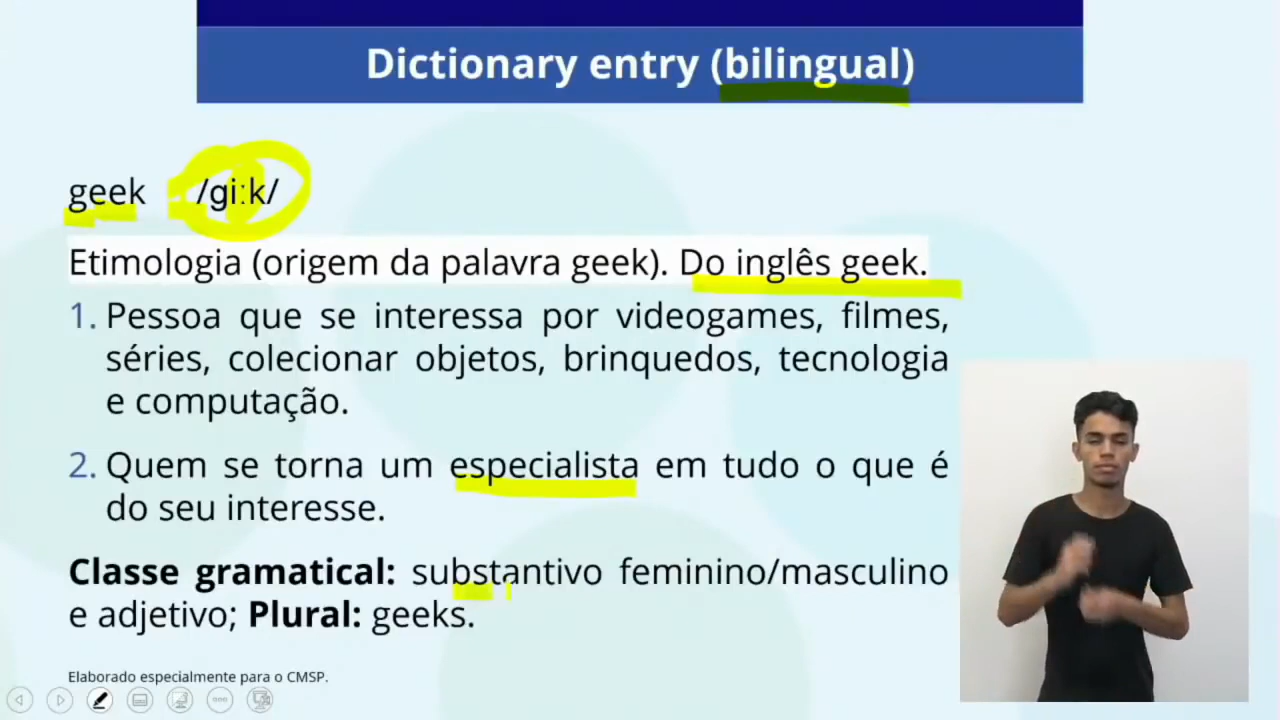 Dictionary entry (bilingual)
geek /giːk/
Etimologia (origem da palavra geek). Do inglês geek.
1. Pessoa que se interessa por videogames, filmes,
séries, colecionar objetos, brinquedos, tecnologia
e computação.
2. Quem se torna um especialista em tudo o que é
do seu interesse.
Classe gramatical: substantivo feminino/masculino
e adjetivo; Plural: geeks.
Elaborado especialmente para o CMSP.